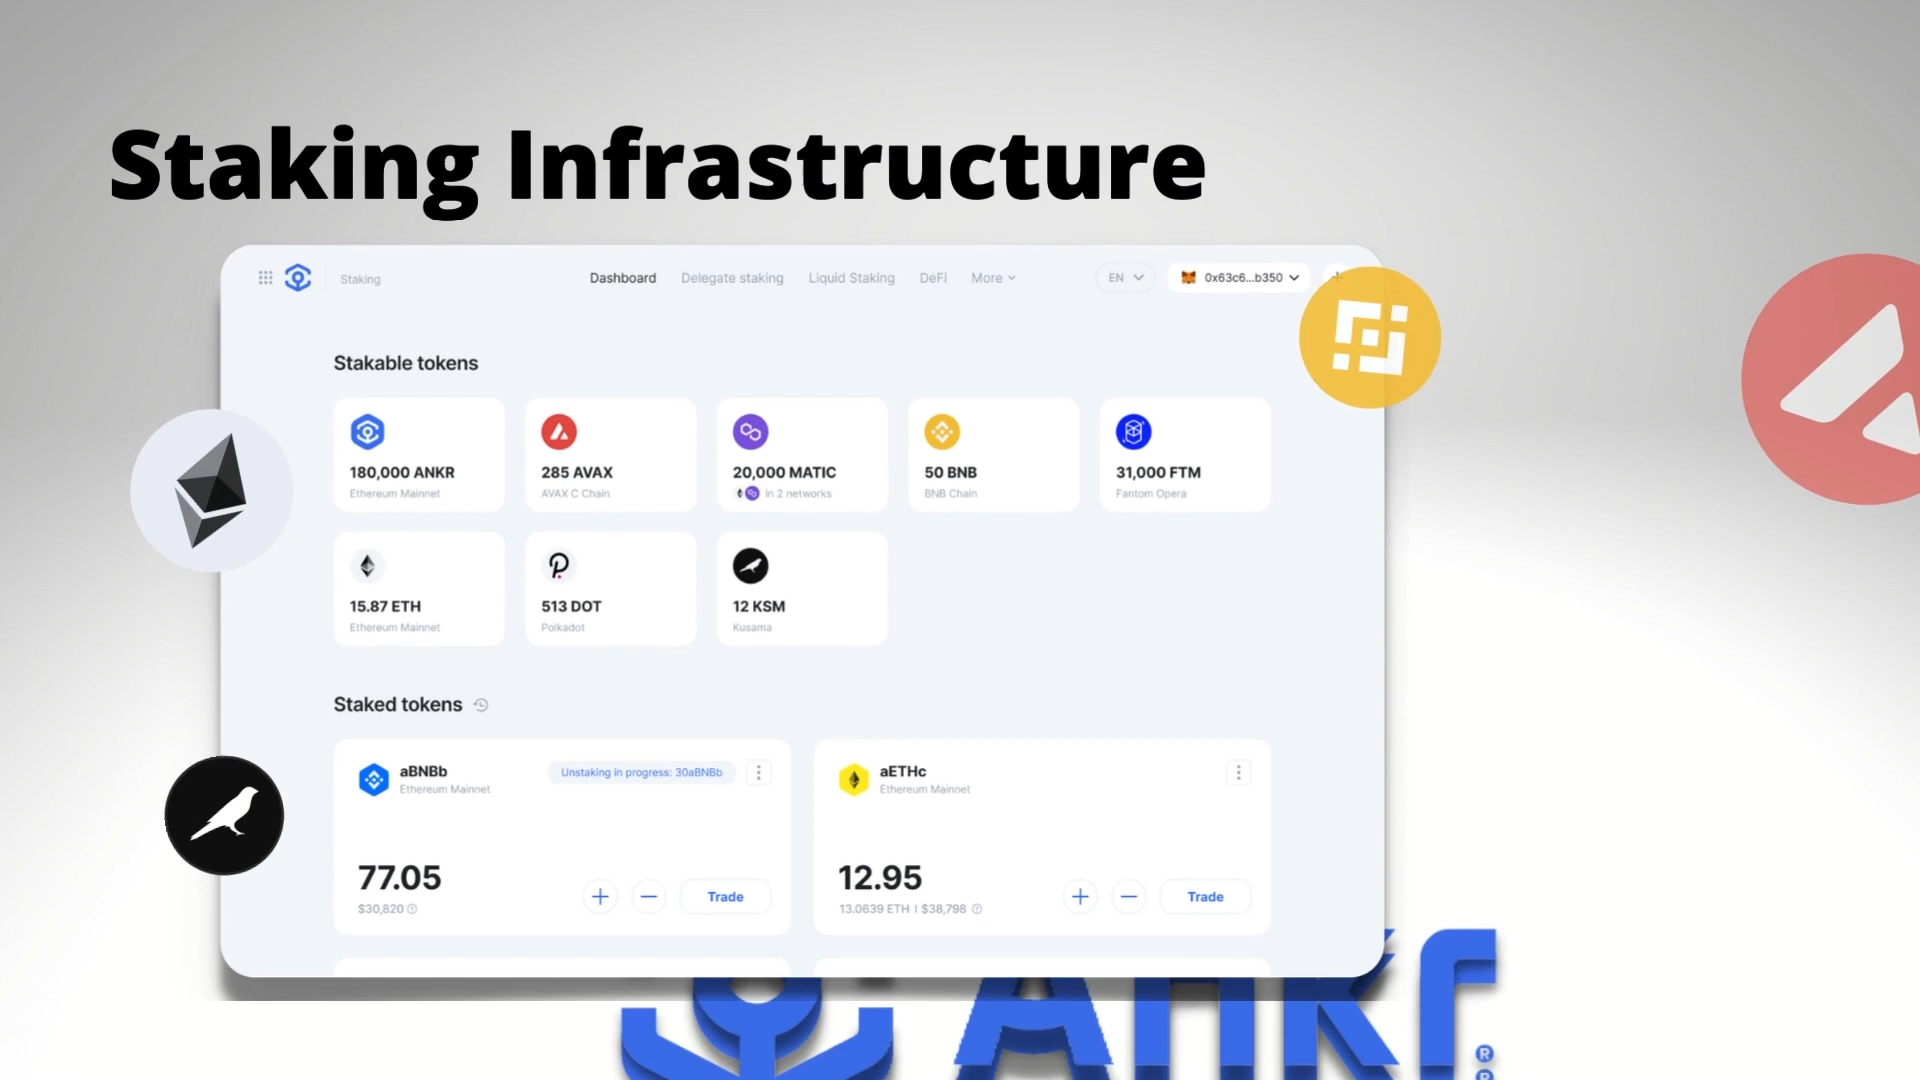 Staking Infrastructure
Staking
Dashboard
Delegate staking
Liquid Staking
DeFi
More
EN
0x63c6...b350
Stakable tokens
180,000 ANKR
Ethereum Mainnet
285 AVAX
AVAX C Chain
20,000 MATIC
in 2 networks
50 BNB
BNB Chain
31,000 FTM
Fantom Opera
15.87 ETH
Ethereum Mainnet
513 DOT
Polkadot
12 KSM
Kusama
Staked tokens
aBNBb
Ethereum Mainnet
Unstaking in progress: 30aBNBb
77.05
$30,820
Trade
aETHc
Ethereum Mainnet
12.95
13.0639 ETH | $38,798
Trade
Ankr